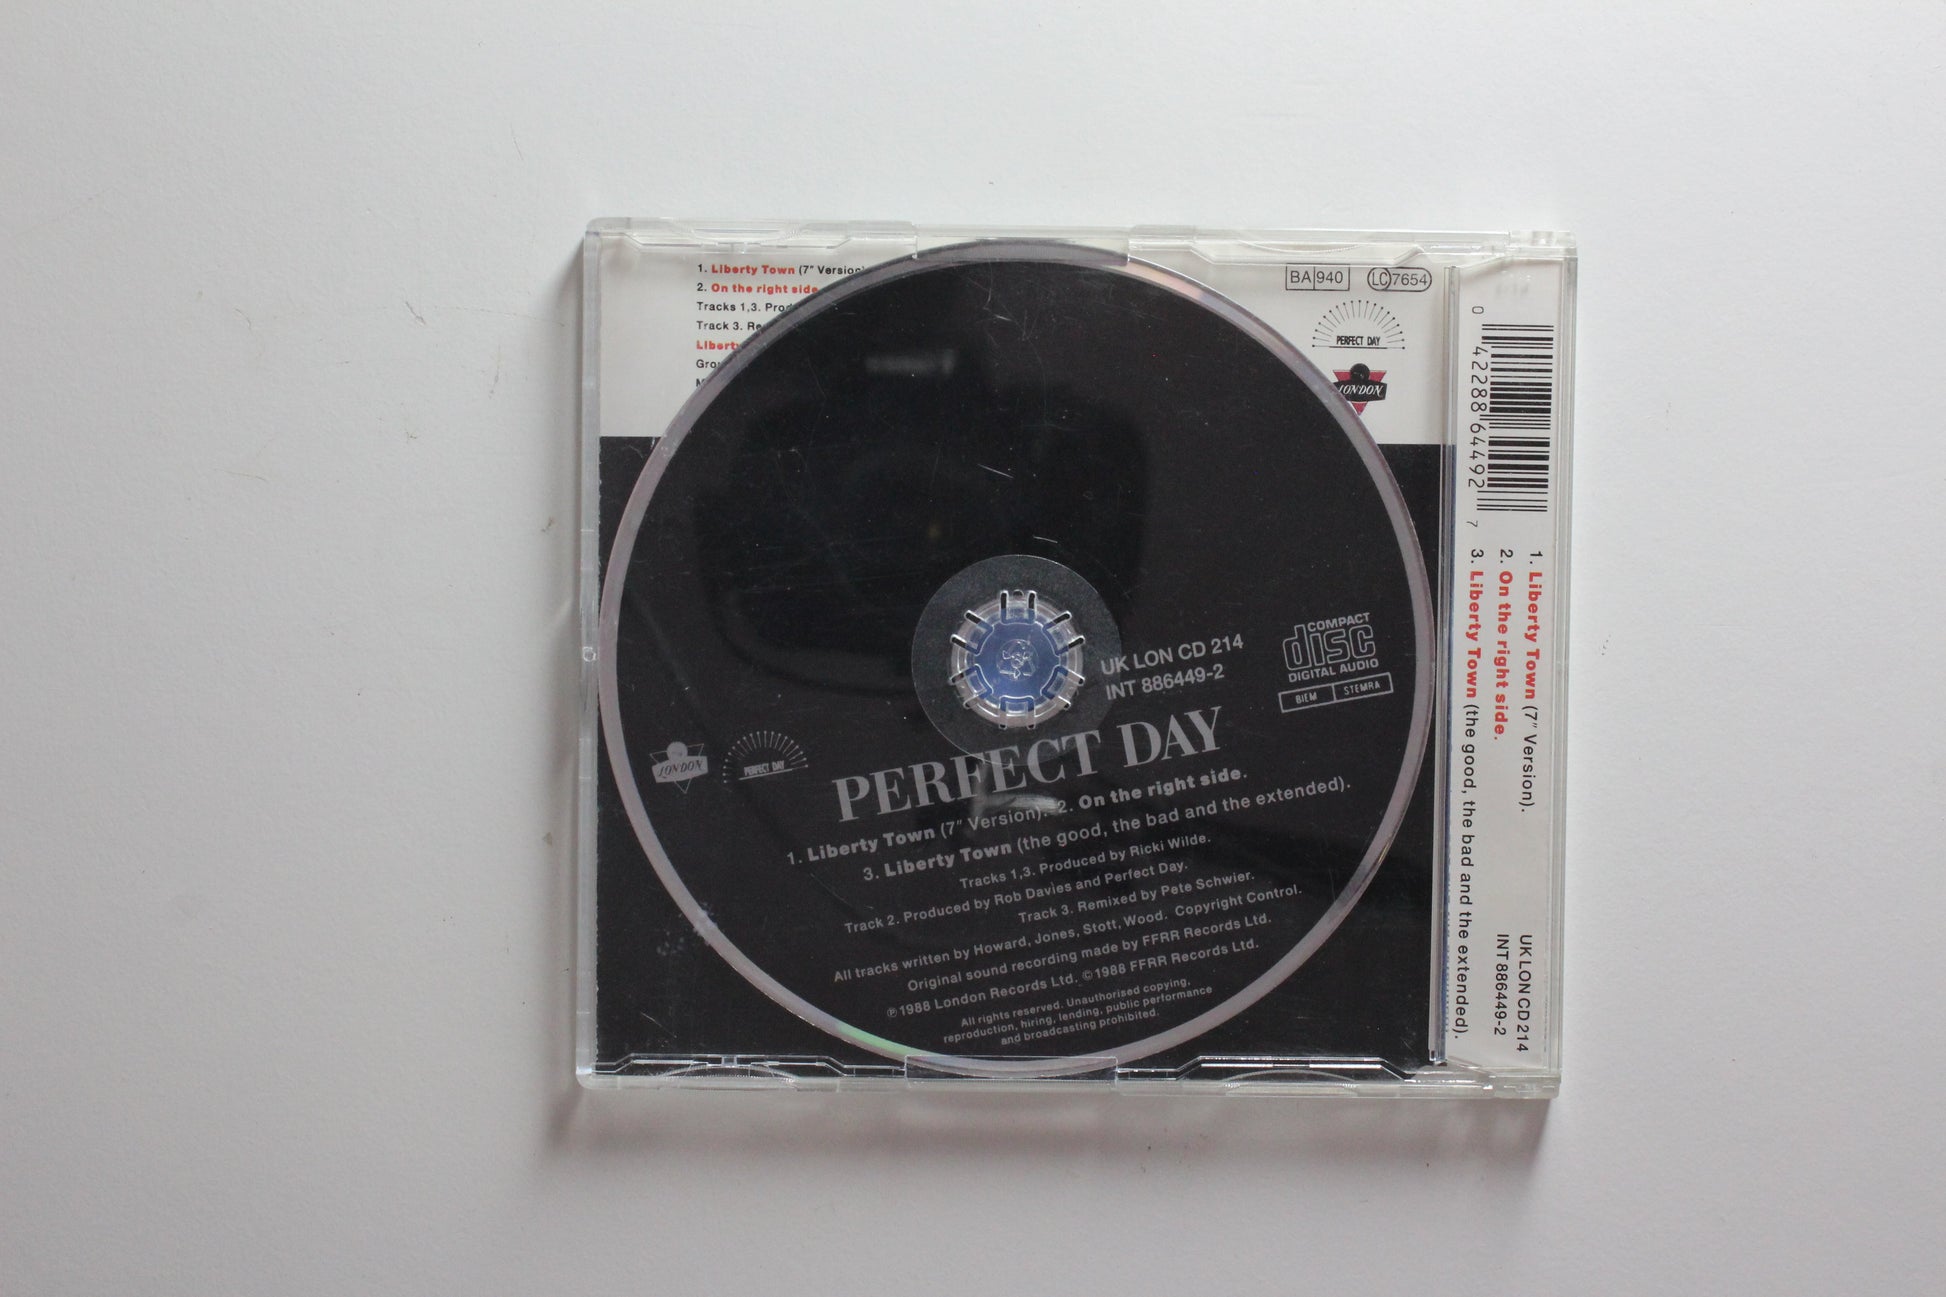 1. Liberty Town (7" Version)
2. On the right side.
Tracks 1,3.
Track 3.
BA 940 LC 7654
PERFECT DAY
LONDON
0 42288 64492 7
1. Liberty Town (7" Version).
2. On the right side.
3. Liberty Town (the good, the bad and the extended).
UK LON CD 214
INT 886449-2
UK LON CD 214
INT 886449-2
COMPACT
disc
DIGITAL AUDIO
BIEM STEMRA
LONDON
PERFECT DAY
PERFECT DAY
1. Liberty Town (7" Version). 2. On the right side.
3. Liberty Town (the good, the bad and the extended).
Tracks 1,3. Produced by Ricki Wilde.
Track 2. Produced by Rob Davies and Perfect Day.
Track 3. Remixed by Pete Schwier.
All tracks written by Howard, Jones, Stott, Wood. Copyright Control.
Original sound recording made by FFRR Records Ltd.
℗1988 London Records Ltd. ©1988 FFRR Records Ltd.
All rights reserved. Unauthorised copying,
reproduction, hiring, lending, public performance
and broadcasting prohibited.